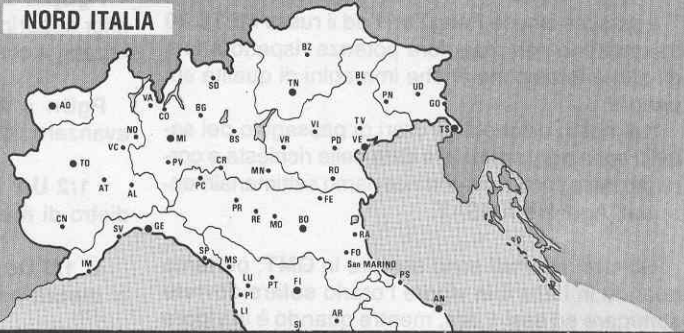 NORD ITALIA
BZ
SO
BL
UD
TN
PN
AO
VA
CO
BG
GO
NO
MI
BS
VI
TV
TS
VE
VR
PD
VC
TO
PV
CR
MN
RO
AT
AL
PC
FE
PR
RE
MO
BO
CN
SV
GE
RA
FO
San MARINO
IM
SP
MS
LU
PT
FI
PS
PI
LI
AN
AR
SI